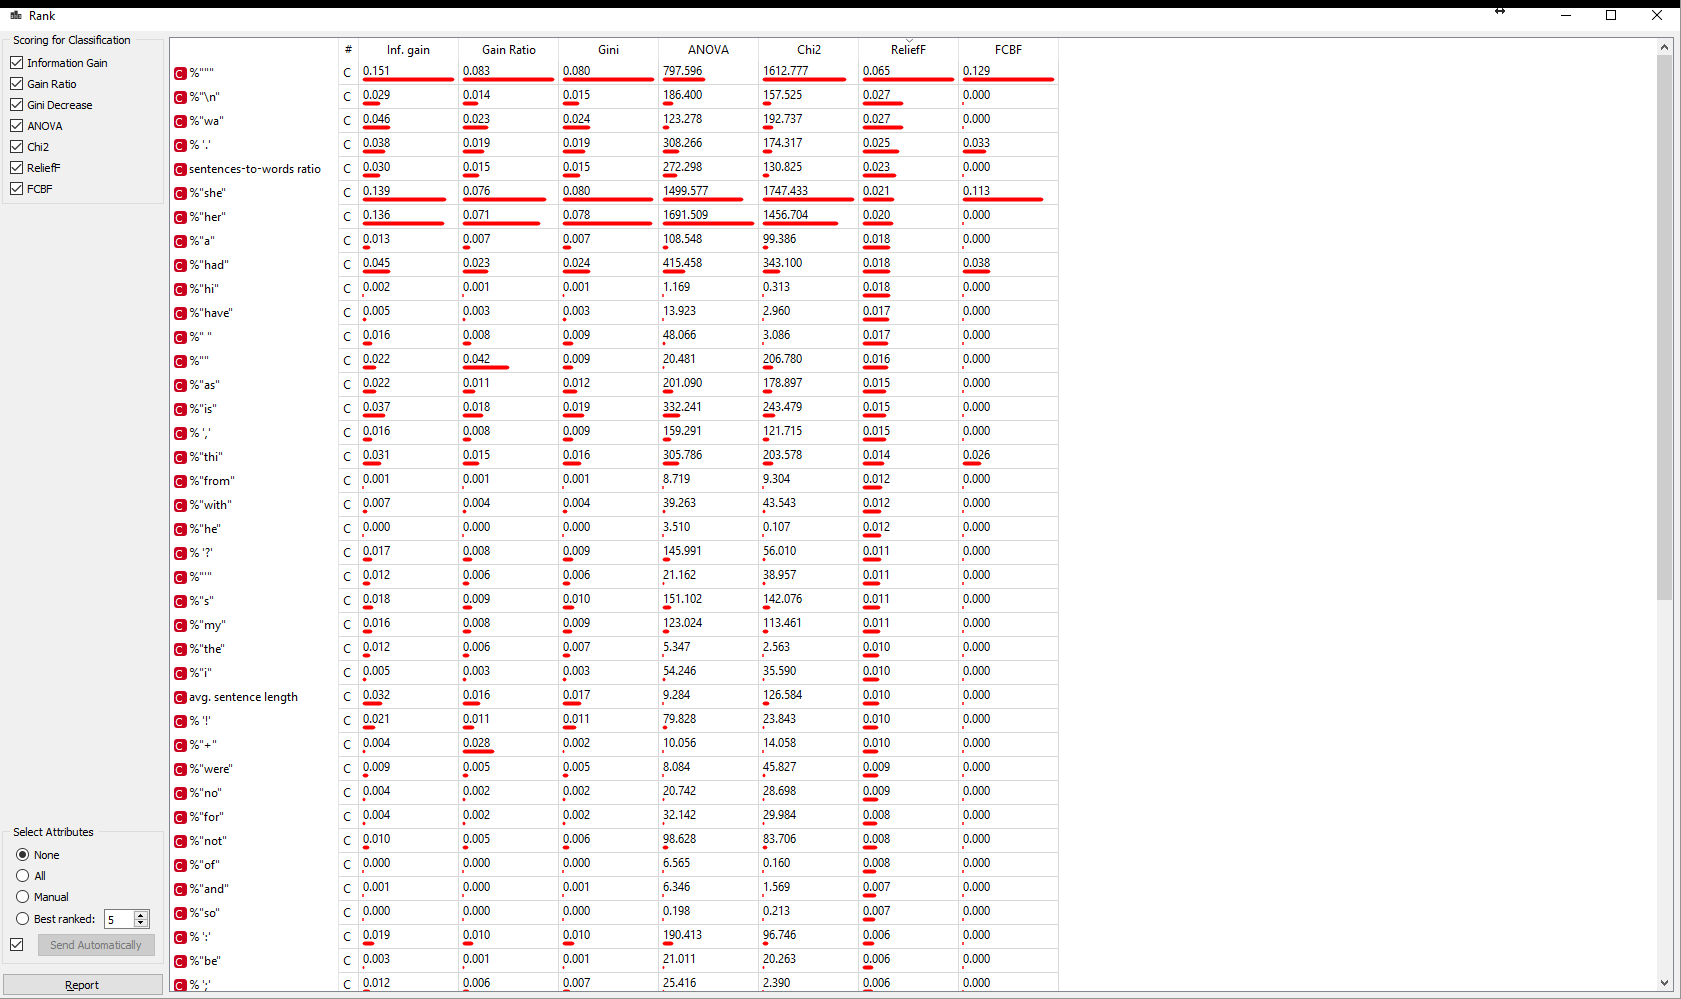 Rank
Scoring for Classification
Information Gain
Gain Ratio
Gini Decrease
ANOVA
Chi2
ReliefF
FCBF
# Inf. gain Gain Ratio Gini ANOVA Chi2 ReliefF FCBF
C %""" C 0.151 0.083 0.080 797.596 1612.777 0.065 0.129
C %"\n" C 0.029 0.014 0.015 186.400 157.525 0.027 0.000
C %"wa" C 0.046 0.023 0.024 123.278 192.737 0.027 0.000
C % '.' C 0.038 0.019 0.019 308.266 174.317 0.025 0.033
C sentences-to-words ratio C 0.030 0.015 0.015 272.298 130.825 0.023 0.000
C %"she" C 0.139 0.076 0.080 1499.577 1747.433 0.021 0.113
C %"her" C 0.136 0.071 0.078 1691.509 1456.704 0.020 0.000
C %"a" C 0.013 0.007 0.007 108.548 99.386 0.018 0.000
C %"had" C 0.045 0.023 0.024 415.458 343.100 0.018 0.038
C %"hi" C 0.002 0.001 0.001 1.169 0.313 0.018 0.000
C %"have" C 0.005 0.003 0.003 13.923 2.960 0.017 0.000
C %" " C 0.016 0.008 0.009 48.066 3.086 0.017 0.000
C %"" C 0.022 0.042 0.009 20.481 206.780 0.016 0.000
C %"as" C 0.022 0.011 0.012 201.090 178.897 0.015 0.000
C %"is" C 0.037 0.018 0.019 332.241 243.479 0.015 0.000
C % ',' C 0.016 0.008 0.009 159.291 121.715 0.015 0.000
C %"thi" C 0.031 0.015 0.016 305.786 203.578 0.014 0.026
C %"from" C 0.001 0.001 0.001 8.719 9.304 0.012 0.000
C %"with" C 0.007 0.004 0.004 39.263 43.543 0.012 0.000
C %"he" C 0.000 0.000 0.000 3.510 0.107 0.012 0.000
C % '?' C 0.017 0.008 0.009 145.991 56.010 0.011 0.000
C %"'" C 0.012 0.006 0.006 21.162 38.957 0.011 0.000
C %"s" C 0.018 0.009 0.010 151.102 142.076 0.011 0.000
C %"my" C 0.016 0.008 0.009 123.024 113.461 0.011 0.000
C %"the" C 0.012 0.006 0.007 5.347 2.563 0.010 0.000
C %"i" C 0.005 0.003 0.003 54.246 35.590 0.010 0.000
C avg. sentence length C 0.032 0.016 0.017 9.284 126.584 0.010 0.000
C % '!' C 0.021 0.011 0.011 79.828 23.843 0.010 0.000
C %"+" C 0.004 0.028 0.002 10.056 14.058 0.010 0.000
C %"were" C 0.009 0.005 0.005 8.084 45.827 0.009 0.000
C %"no" C 0.004 0.002 0.002 20.742 28.698 0.009 0.000
C %"for" C 0.004 0.002 0.002 32.142 29.984 0.008 0.000
C %"not" C 0.010 0.005 0.006 98.628 83.706 0.008 0.000
C %"of" C 0.000 0.000 0.000 6.565 0.160 0.008 0.000
C %"and" C 0.001 0.000 0.001 6.346 1.569 0.007 0.000
C %"so" C 0.000 0.000 0.000 0.198 0.213 0.007 0.000
C % ':' C 0.019 0.010 0.010 190.413 96.746 0.006 0.000
C %"be" C 0.003 0.001 0.001 21.011 20.263 0.006 0.000
C % ';' C 0.012 0.006 0.007 25.416 2.390 0.006 0.000
Select Attributes
None
All
Manual
Best ranked: 5
Send Automatically
Report